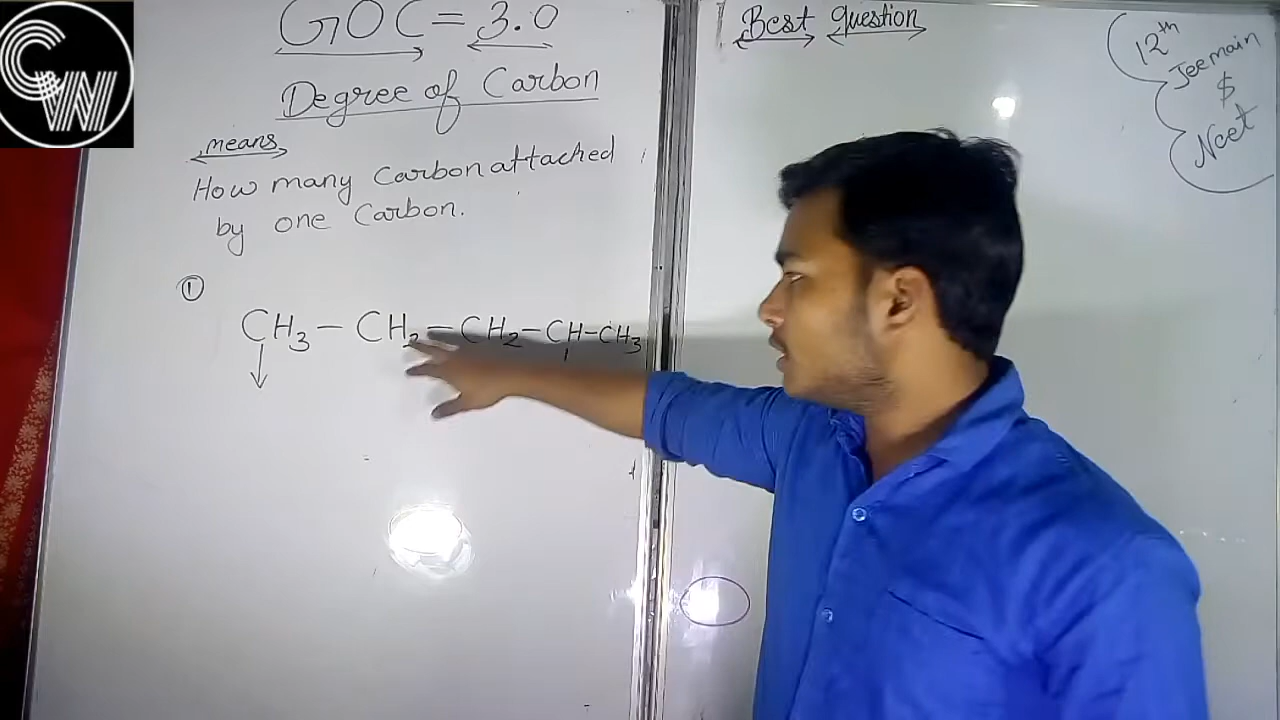 GOC = 3.0
Degree of Carbon
means
How many Carbon attached
by one Carbon.
①
CH3 – CH2 – CH2 – CH – CH3
Best question
12th
Jee main
$
Neet
CW